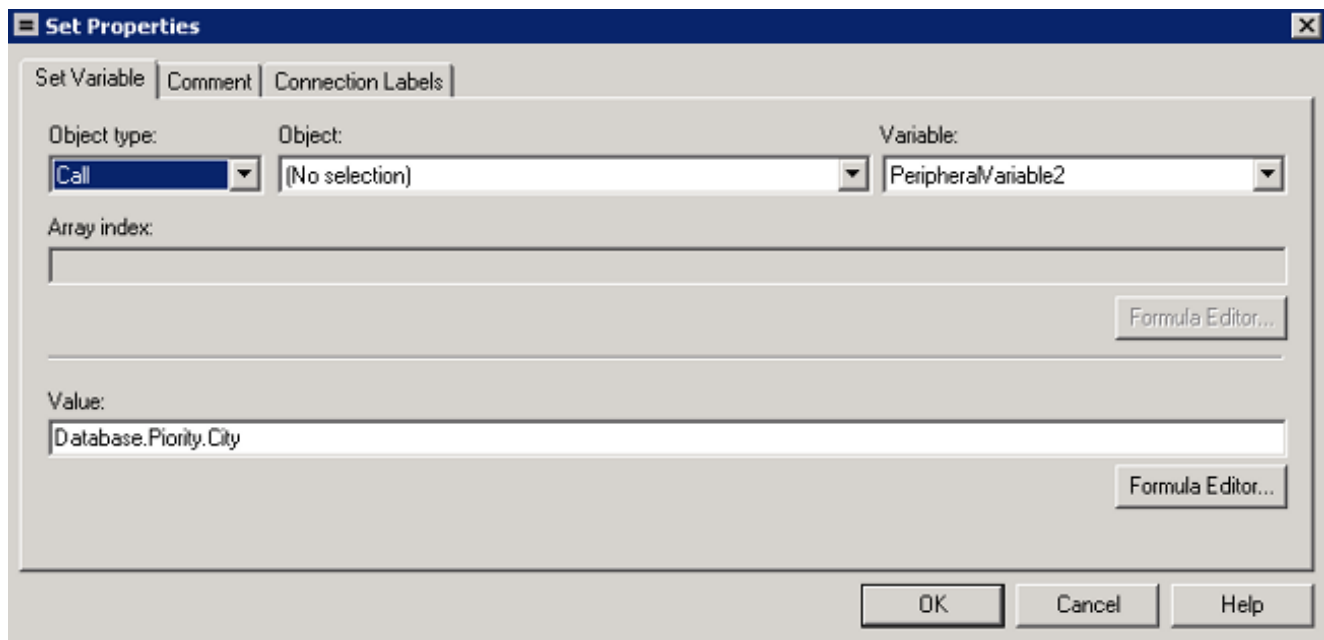 Set Properties
Set Variable Comment Connection Labels
Object type: Object: Variable:
Call (No selection) PeripheralVariable2
Array index:
Formula Editor...
Value:
Database.Piority.City
Formula Editor...
OK Cancel Help